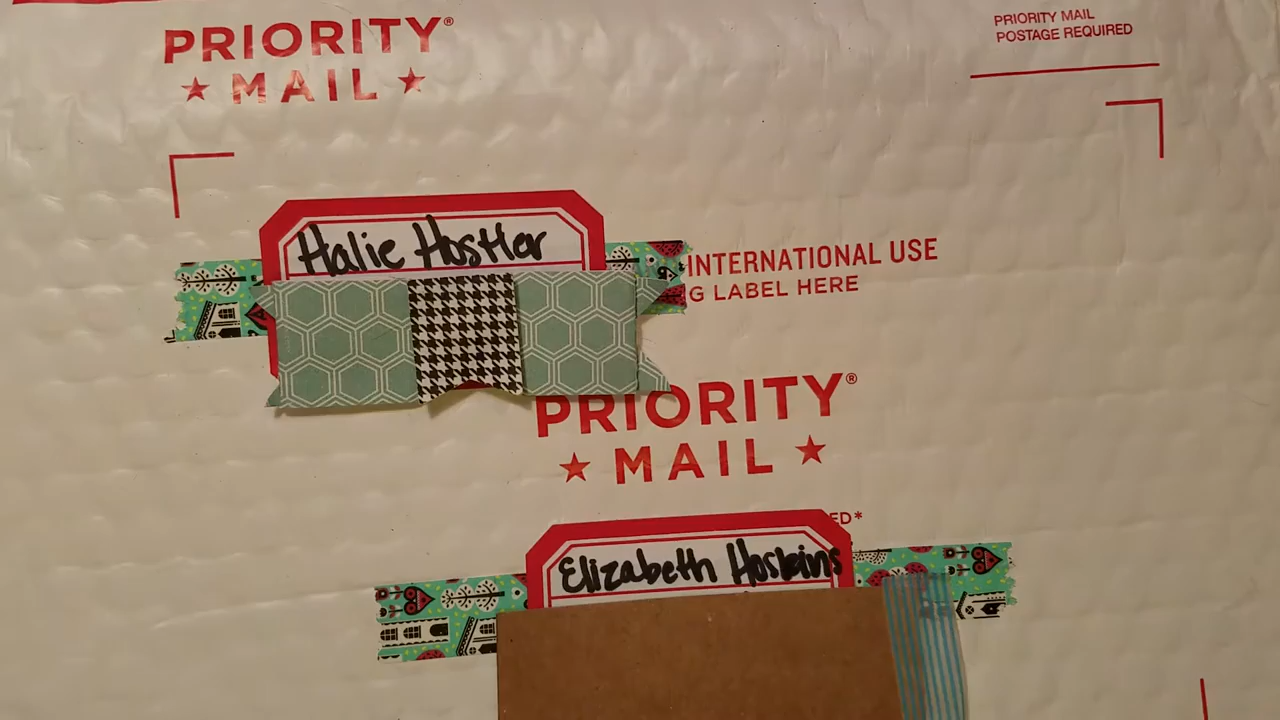 PRIORITY®
★ MAIL ★
PRIORITY MAIL
POSTAGE REQUIRED
Halie Hostler
INTERNATIONAL USE
G LABEL HERE
PRIORITY®
★ MAIL ★
ED*
Elizabeth Hoskins